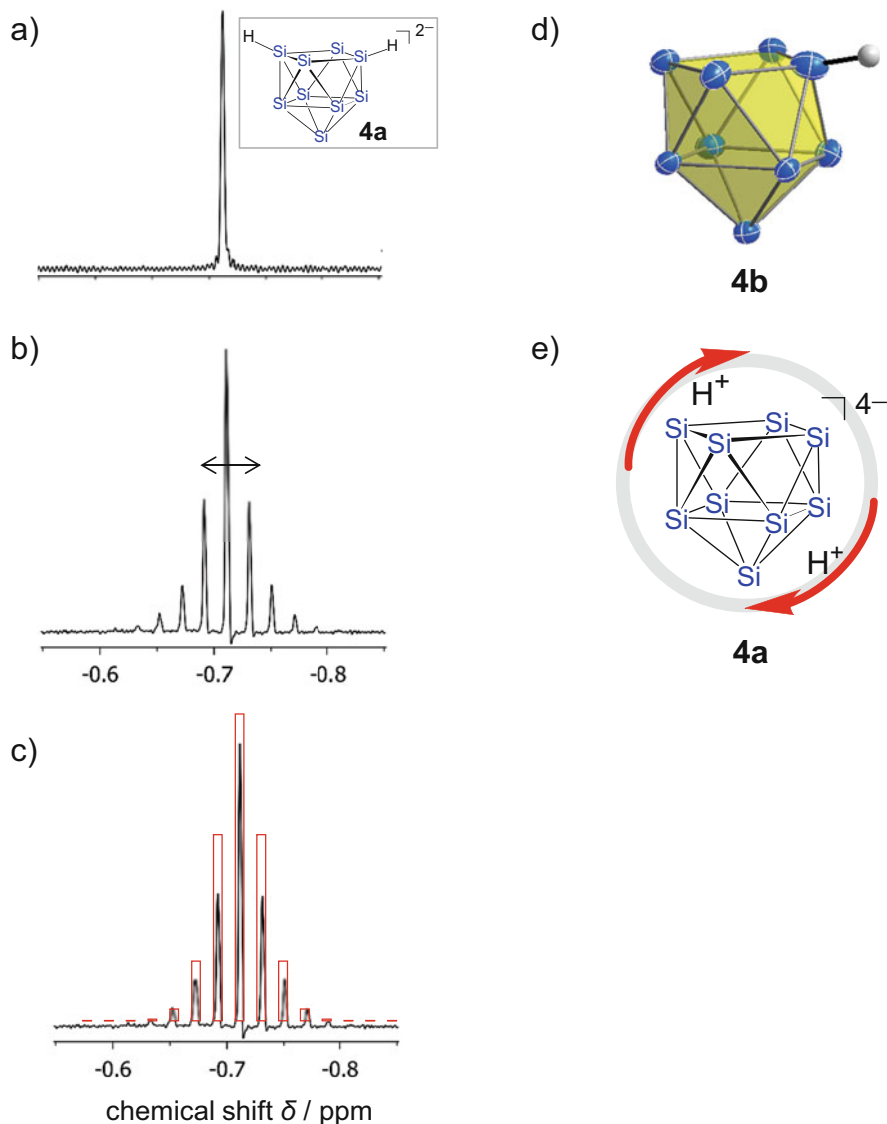 a)
H
H
2–
Si Si Si Si
Si Si Si Si
Si
4a
b)
-0.6 -0.7 -0.8
c)
-0.6 -0.7 -0.8
chemical shift δ / ppm
d)
4b
e)
H+
4–
Si Si Si Si
Si Si Si Si
H+
Si
4a